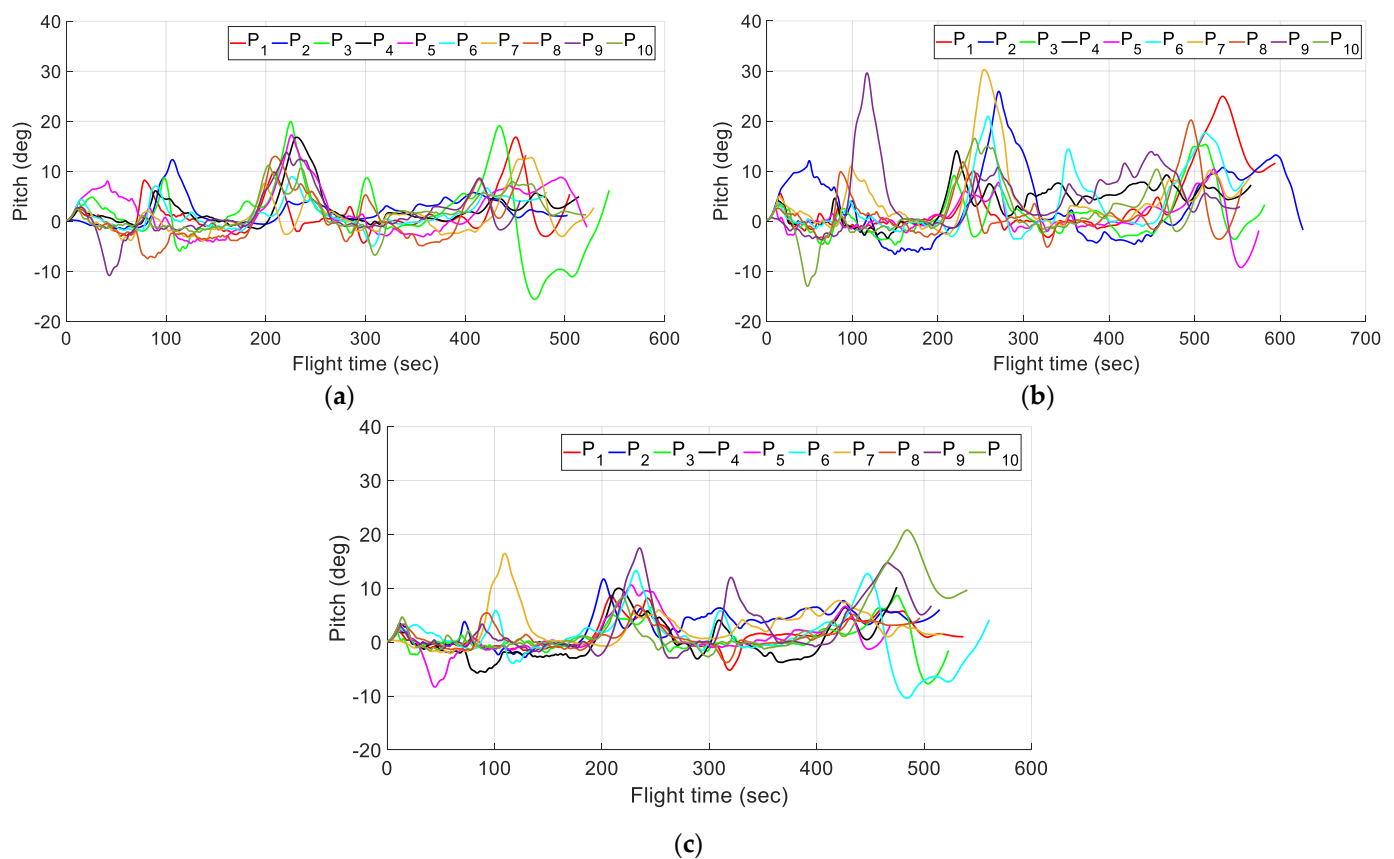 P1 P2 P3 P4 P5 P6 P7 P8 P9 P10
40
30
20
10
0
-10
-20
Pitch (deg)
0 100 200 300 400 500 600
Flight time (sec)
(a)
P1 P2 P3 P4 P5 P6 P7 P8 P9 P10
40
30
20
10
0
-10
-20
Pitch (deg)
0 100 200 300 400 500 600 700
Flight time (sec)
(b)
P1 P2 P3 P4 P5 P6 P7 P8 P9 P10
40
30
20
10
0
-10
-20
Pitch (deg)
0 100 200 300 400 500 600
Flight time (sec)
(c)